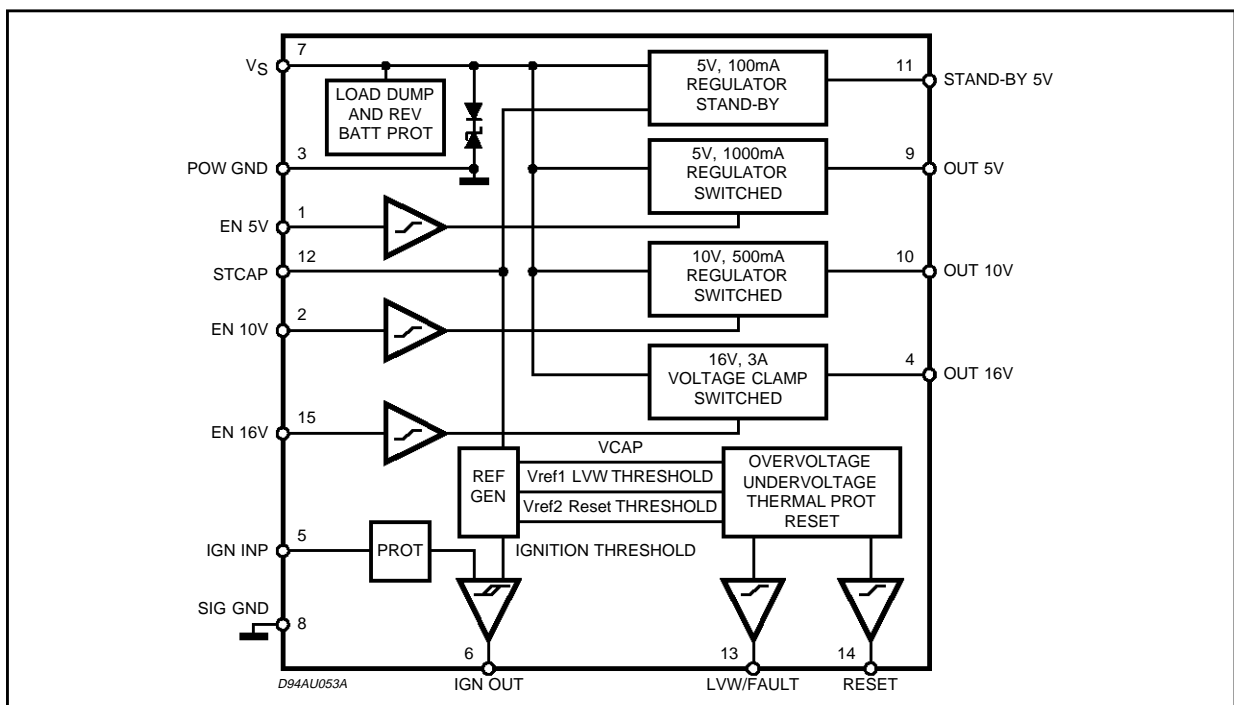 7
VS
5V, 100mA
REGULATOR
STAND-BY
11
STAND-BY 5V
LOAD DUMP
AND REV
BATT PROT
3
POW GND
5V, 1000mA
REGULATOR
SWITCHED
9
OUT 5V
1
EN 5V
12
STCAP
10V, 500mA
REGULATOR
SWITCHED
10
OUT 10V
2
EN 10V
16V, 3A
VOLTAGE CLAMP
SWITCHED
4
OUT 16V
15
EN 16V
REF
GEN
VCAP
Vref1 LVW THRESHOLD
Vref2 Reset THRESHOLD
OVERVOLTAGE
UNDERVOLTAGE
THERMAL PROT
RESET
5
IGN INP
PROT
IGNITION THRESHOLD
SIG GND
8
6
13
14
D94AU053A
IGN OUT
LVW/FAULT
RESET